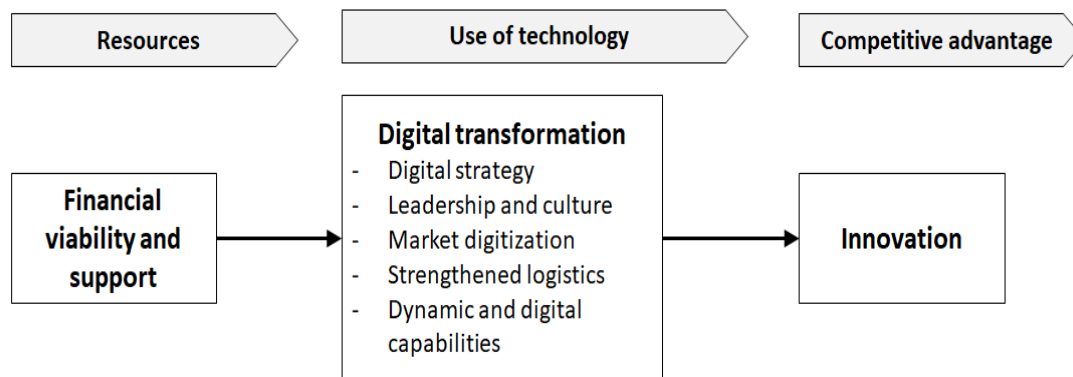 Resources
Use of technology
Competitive advantage
Financial
viability and
support
Digital transformation
- Digital strategy
- Leadership and culture
- Market digitization
- Strengthened logistics
- Dynamic and digital
capabilities
Innovation